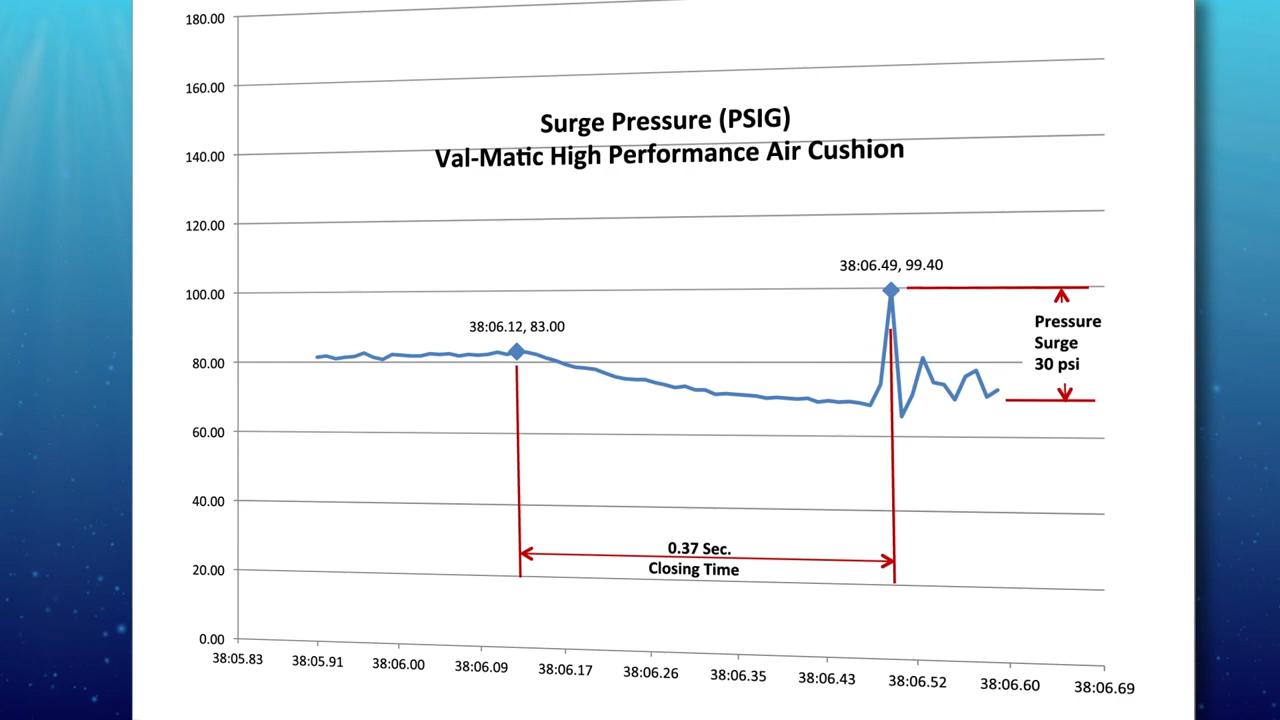 180.00
160.00
Surge Pressure (PSIG)
Val-Matic High Performance Air Cushion
140.00
120.00
38:06.49, 99.40
100.00
38:06.12, 83.00
Pressure
Surge
30 psi
80.00
60.00
40.00
0.37 Sec.
Closing Time
20.00
0.00
38:05.83 38:05.91 38:06.00 38:06.09 38:06.17 38:06.26 38:06.35 38:06.43 38:06.52 38:06.60 38:06.69